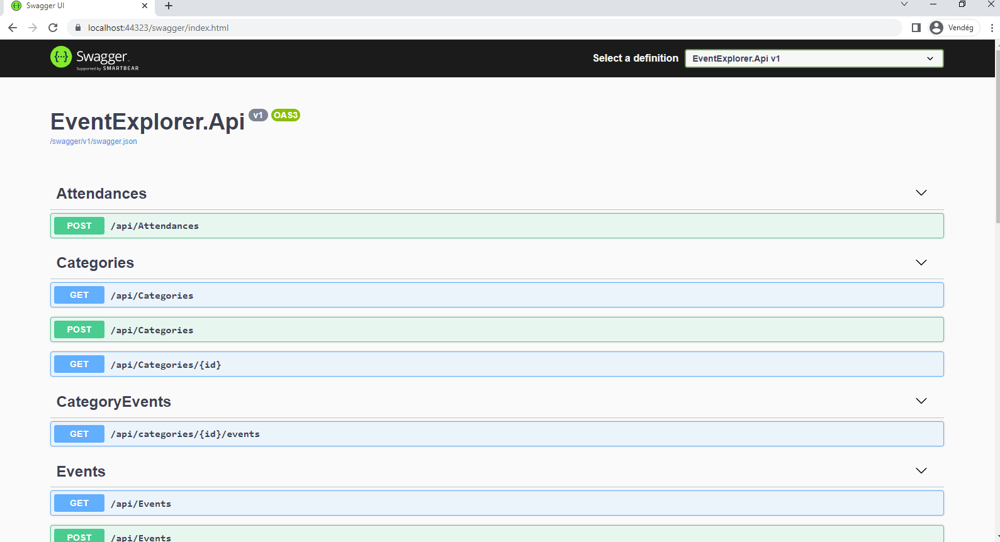 Swagger UI
localhost:44323/swagger/index.html
Vendég
{···} Swagger.
Supported by SMARTBEAR
Select a definition
EventExplorer.Api v1
EventExplorer.Api v1 OAS3
/swagger/v1/swagger.json
Attendances
POST /api/Attendances
Categories
GET /api/Categories
POST /api/Categories
GET /api/Categories/{id}
CategoryEvents
GET /api/categories/{id}/events
Events
GET /api/Events
POST /api/Events